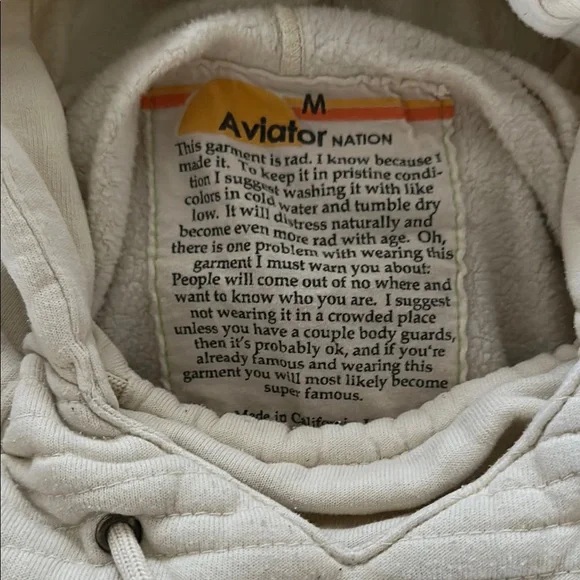 M
Aviator NATION
This garment is rad. I know because I
made it. To keep it in pristine condi-
tion I suggest washing it with like
colors in cold water and tumble dry
low. It will distress naturally and
become even more rad with age. Oh,
there is one problem with wearing this
garment I must warn you about:
People will come out of no where and
want to know who you are. I suggest
not wearing it in a crowded place
unless you have a couple body guards,
then it's probably ok, and if you're
already famous and wearing this
garment you will most likely become
super famous.
Made in California